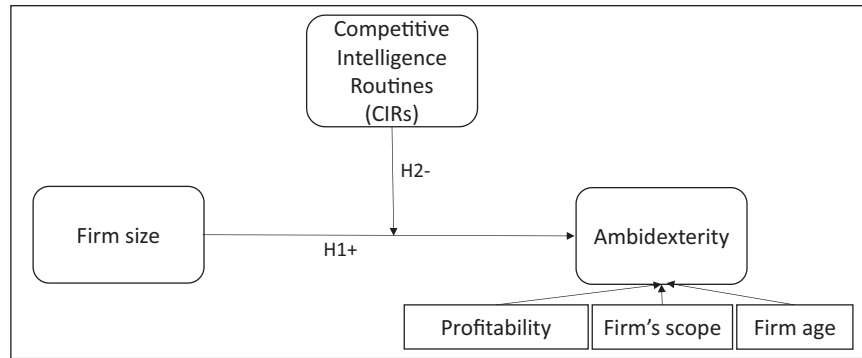 Competitive
Intelligence
Routines
(CIRs)
H2-
Firm size
H1+
Ambidexterity
Profitability
Firm's scope
Firm age